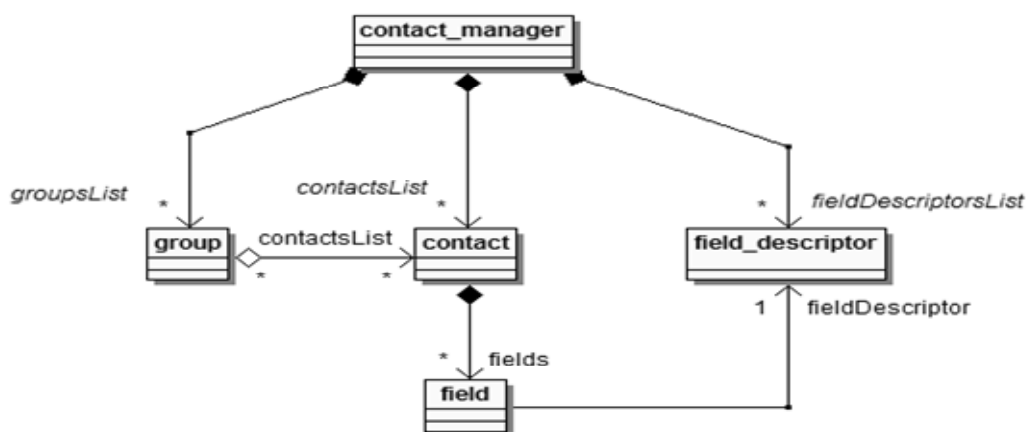 contact_manager
groupsList
*
contactsList
*
*
fieldDescriptorsList
group
contactsList
*
*
contact
field_descriptor
1
fieldDescriptor
*
fields
field